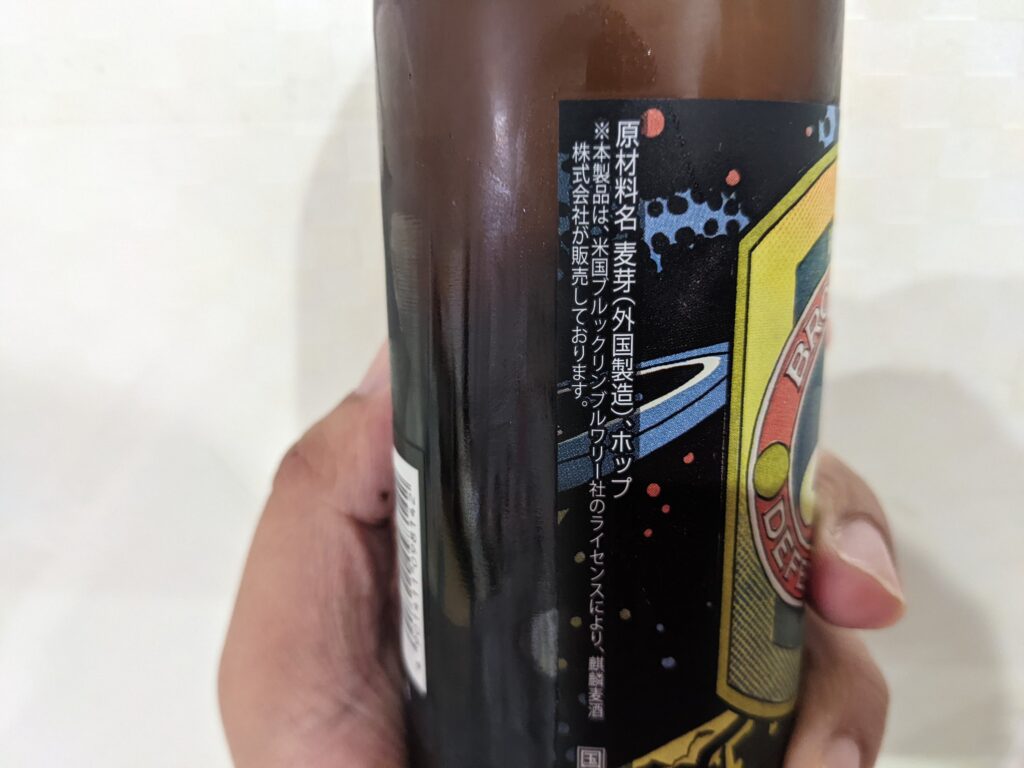 原材料名 麦芽(外国製造)、ホップ
※本製品は、米国ブルックリンブルワリー社のライセンスにより、麒麟麦酒
株式会社が販売しております。
国
BRO
DEFE